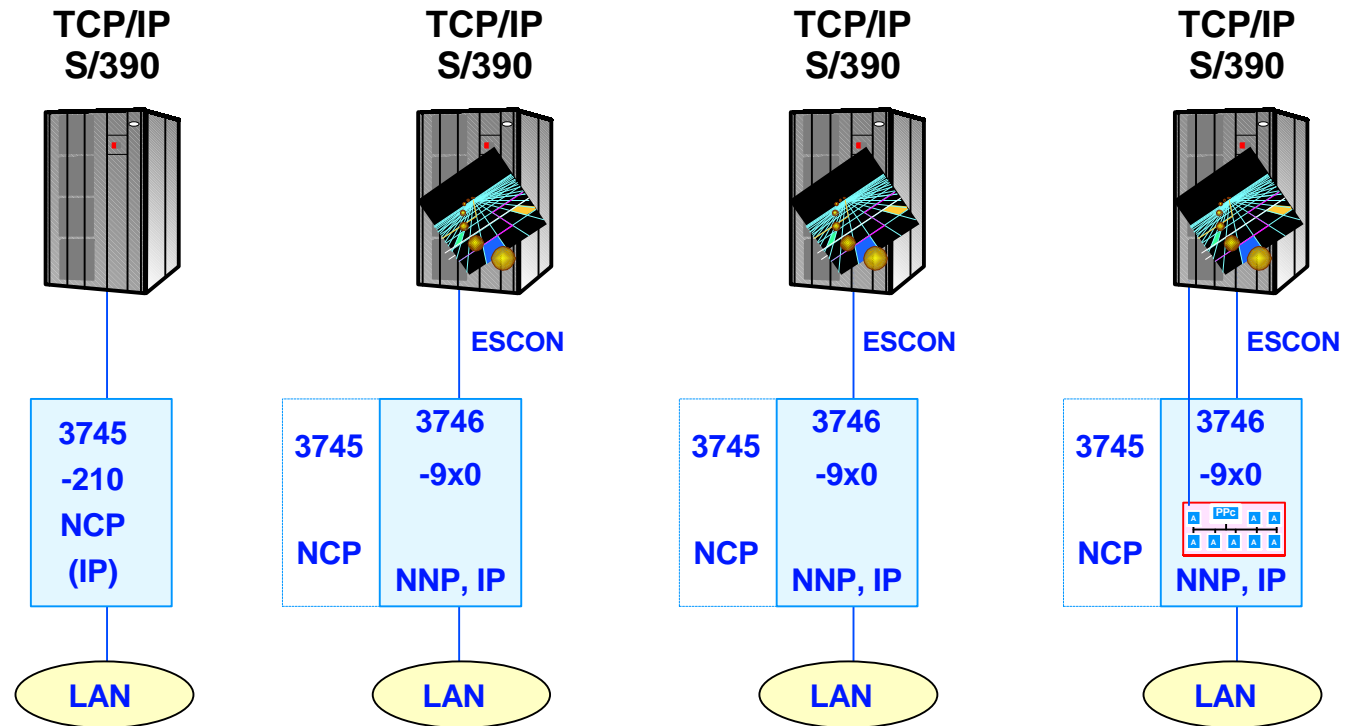 TCP/IP
S/390
TCP/IP
S/390
TCP/IP
S/390
TCP/IP
S/390
ESCON
ESCON
ESCON
3745
-210
NCP
(IP)
3745
NCP
3746
-9x0
NNP, IP
3745
NCP
3746
-9x0
NNP, IP
3745
NCP
3746
-9x0
PPc
A
A A
A A A A A
NNP, IP
LAN
LAN
LAN
LAN